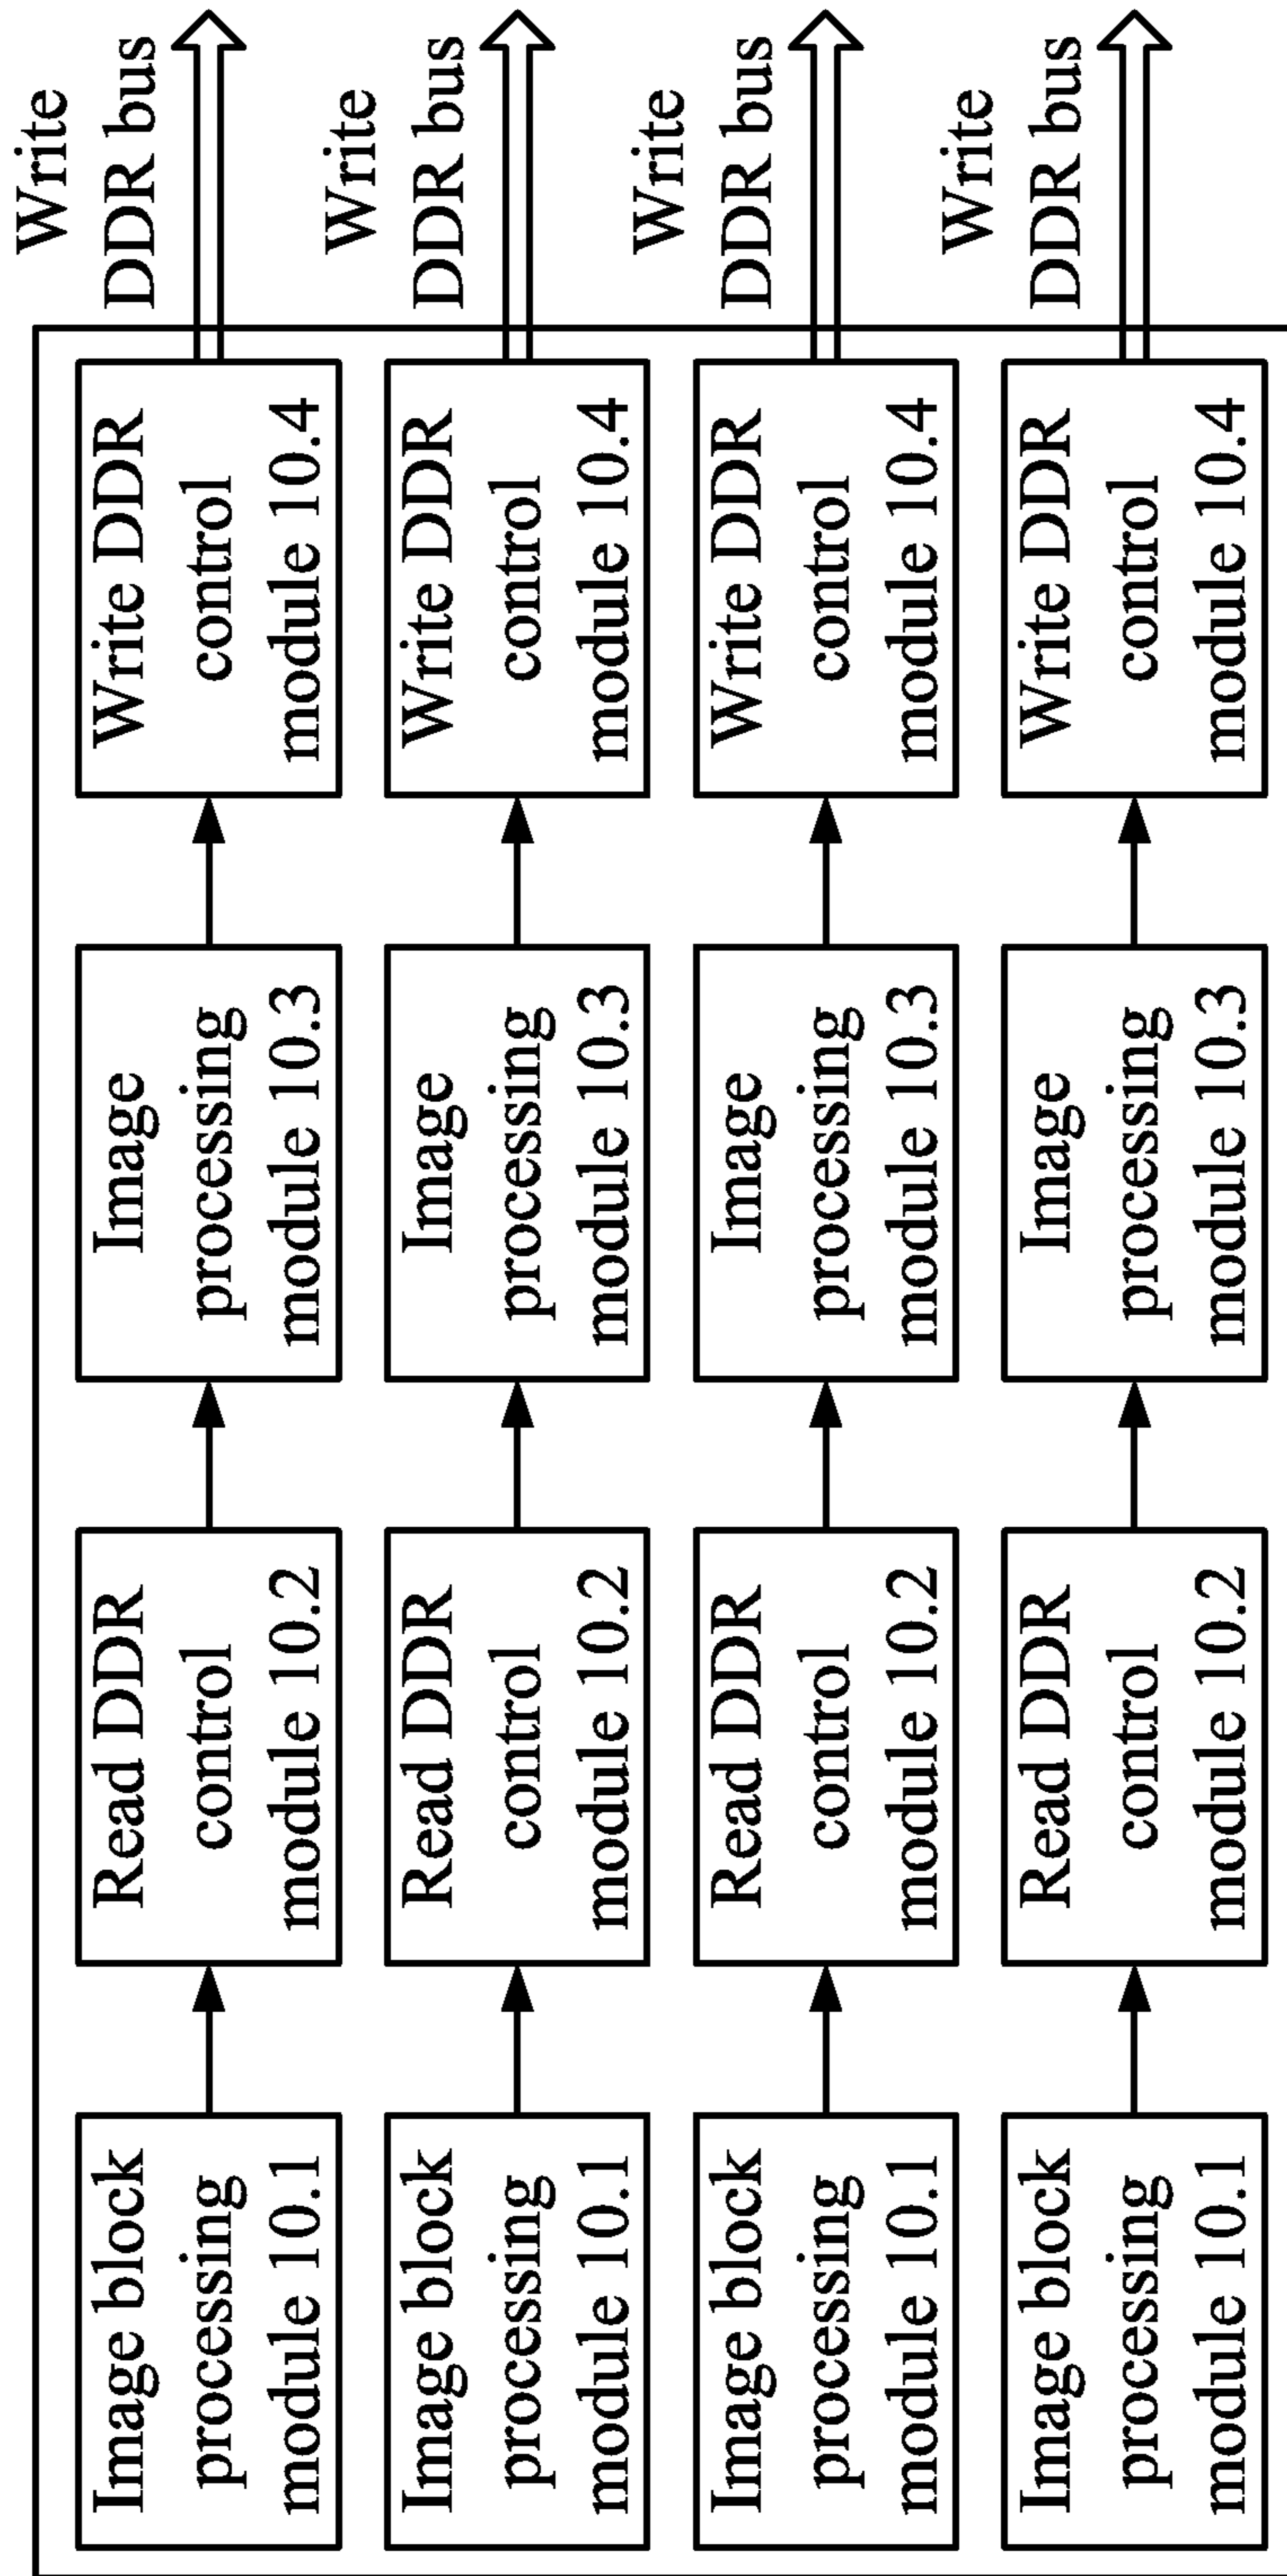 Image block
processing
module 10.1
Read DDR
control
module 10.2
Image
processing
module 10.3
Write DDR
control
module 10.4
Write
DDR bus
Image block
processing
module 10.1
Read DDR
control
module 10.2
Image
processing
module 10.3
Write DDR
control
module 10.4
Write
DDR bus
Image block
processing
module 10.1
Read DDR
control
module 10.2
Image
processing
module 10.3
Write DDR
control
module 10.4
Write
DDR bus
Image block
processing
module 10.1
Read DDR
control
module 10.2
Image
processing
module 10.3
Write DDR
control
module 10.4
Write
DDR bus